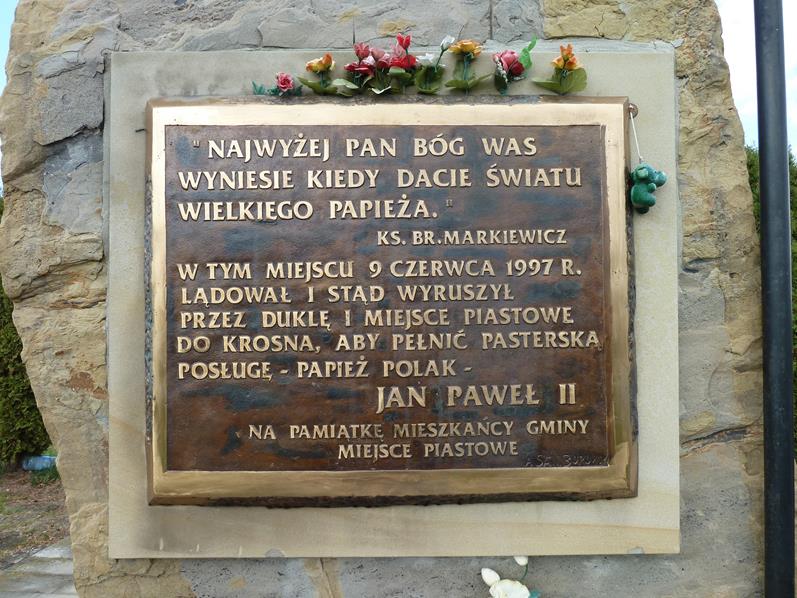 " NAJWYŻEJ PAN BÓG WAS
WYNIESIE KIEDY DACIE ŚWIATU
WIELKIEGO PAPIEŻA. "
KS. BR. MARKIEWICZ
W TYM MIEJSCU 9 CZERWCA 1997 R.
LĄDOWAŁ I STĄD WYRUSZYŁ
PRZEZ DUKLĘ I MIEJSCE PIASTOWE
DO KROSNA, ABY PEŁNIĆ PASTERSKĄ
POSŁUGĘ - PAPIEŻ POLAK -
JAN PAWEŁ II
NA PAMIĄTKĘ MIESZKAŃCY GMINY
MIEJSCE PIASTOWE